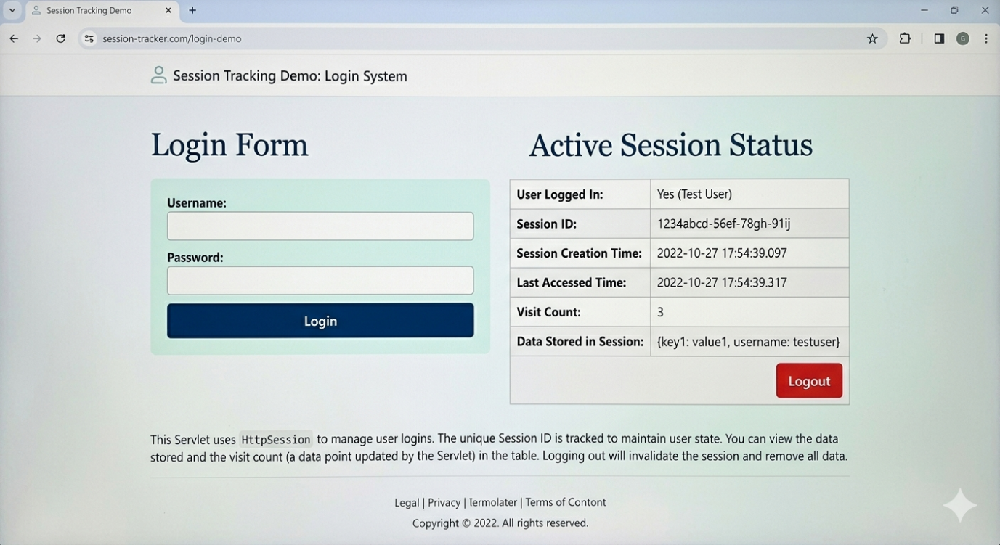 Session Tracking Demo
session-tracker.com/login-demo
G
Session Tracking Demo: Login System
Login Form
Username:
Password:
Login
Active Session Status
User Logged In: Yes (Test User)
Session ID: 1234abcd-56ef-78gh-91ij
Session Creation Time: 2022-10-27 17:54:39.097
Last Accessed Time: 2022-10-27 17:54:39.317
Visit Count: 3
Data Stored in Session: {key1: value1, username: testuser}
Logout
This Servlet uses HttpSession to manage user logins. The unique Session ID is tracked to maintain user state. You can view the data
stored and the visit count (a data point updated by the Servlet) in the table. Logging out will invalidate the session and remove all data.
Legal | Privacy | Termolater | Terms of Contont
Copyright © 2022. All rights reserved.